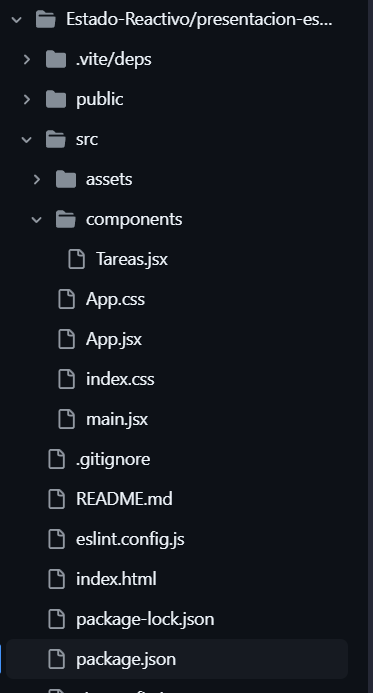 Estado-Reactivo/presentacion-es...
.vite/deps
public
src
assets
components
Tareas.jsx
App.css
App.jsx
index.css
main.jsx
.gitignore
README.md
eslint.config.js
index.html
package-lock.json
package.json